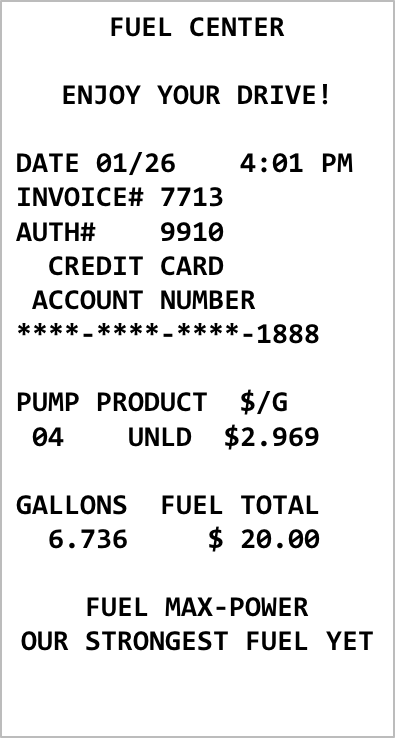 FUEL CENTER
ENJOY YOUR DRIVE!
DATE 01/26    4:01 PM
INVOICE# 7713
AUTH#    9910
CREDIT CARD
ACCOUNT NUMBER
****-****-****-1888
PUMP PRODUCT  $/G
04    UNLD  $2.969
GALLONS  FUEL TOTAL
6.736     $ 20.00
FUEL MAX-POWER
OUR STRONGEST FUEL YET